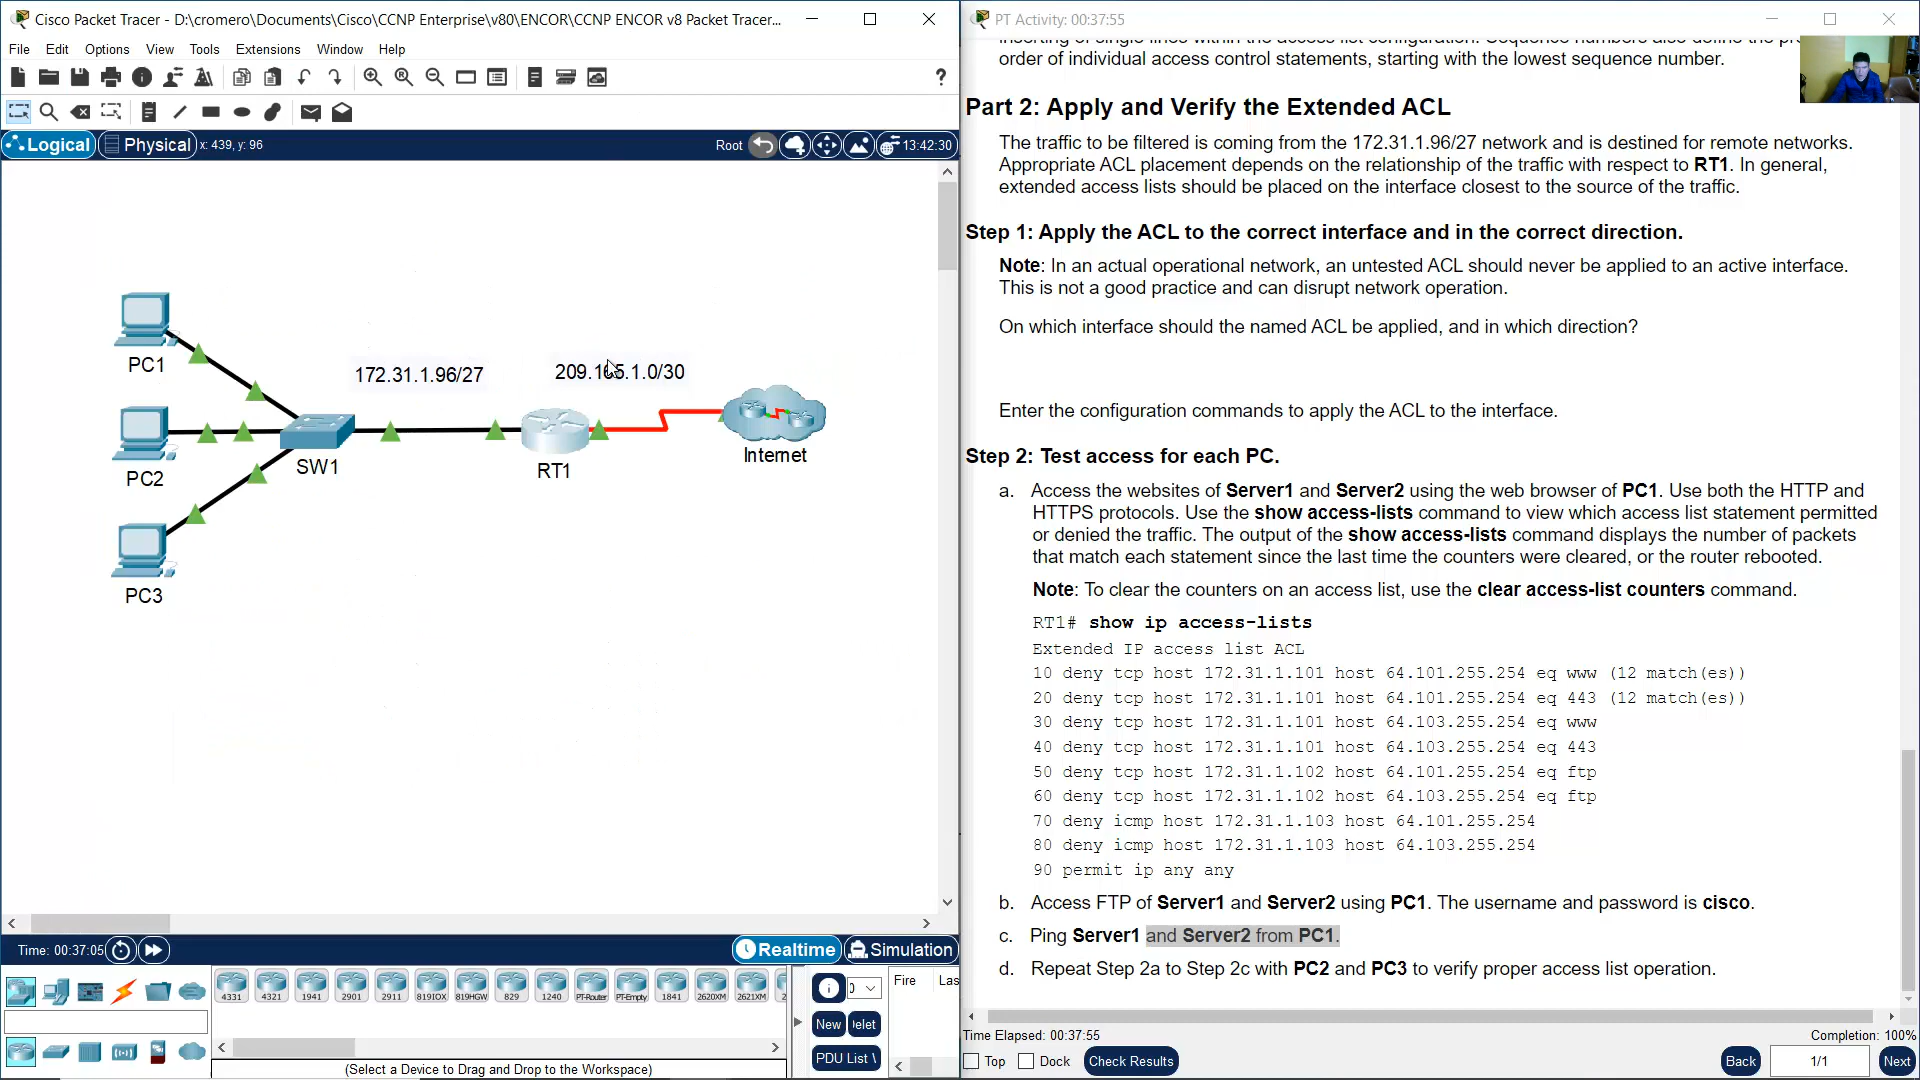 Cisco Packet Tracer - D:\cromero\Documents\Cisco\CCNP Enterprise\v80\ENCOR\CCNP ENCOR v8 Packet Tracer...
File Edit Options View Tools Extensions Window Help
Logical Physical x: 439, y: 96 Root 13:42:30
PC1
172.31.1.96/27
209.165.1.0/30
PC2
SW1
RT1
Internet
PC3
Time: 00:37:05 Realtime Simulation
4331 4321 1941 2901 2911 819IOX 819HGW 829 1240 PT-Router PT-Empty 1841 2620XM 2621XM
0 Fire Las
New elet
PDU List
(Select a Device to Drag and Drop to the Workspace)
PT Activity: 00:37:55
order of individual access control statements, starting with the lowest sequence number.
Part 2: Apply and Verify the Extended ACL
The traffic to be filtered is coming from the 172.31.1.96/27 network and is destined for remote networks.
Appropriate ACL placement depends on the relationship of the traffic with respect to RT1. In general,
extended access lists should be placed on the interface closest to the source of the traffic.
Step 1: Apply the ACL to the correct interface and in the correct direction.
Note: In an actual operational network, an untested ACL should never be applied to an active interface.
This is not a good practice and can disrupt network operation.
On which interface should the named ACL be applied, and in which direction?
Enter the configuration commands to apply the ACL to the interface.
Step 2: Test access for each PC.
a. Access the websites of Server1 and Server2 using the web browser of PC1. Use both the HTTP and
HTTPS protocols. Use the show access-lists command to view which access list statement permitted
or denied the traffic. The output of the show access-lists command displays the number of packets
that match each statement since the last time the counters were cleared, or the router rebooted.
Note: To clear the counters on an access list, use the clear access-list counters command.
RT1# show ip access-lists
Extended IP access list ACL
10 deny tcp host 172.31.1.101 host 64.101.255.254 eq www (12 match(es))
20 deny tcp host 172.31.1.101 host 64.101.255.254 eq 443 (12 match(es))
30 deny tcp host 172.31.1.101 host 64.103.255.254 eq www
40 deny tcp host 172.31.1.101 host 64.103.255.254 eq 443
50 deny tcp host 172.31.1.102 host 64.101.255.254 eq ftp
60 deny tcp host 172.31.1.102 host 64.103.255.254 eq ftp
70 deny icmp host 172.31.1.103 host 64.101.255.254
80 deny icmp host 172.31.1.103 host 64.103.255.254
90 permit ip any any
b. Access FTP of Server1 and Server2 using PC1. The username and password is cisco.
c. Ping Server1 and Server2 from PC1.
d. Repeat Step 2a to Step 2c with PC2 and PC3 to verify proper access list operation.
Time Elapsed: 00:37:55 Completion: 100%
Top Dock Check Results Back 1/1 Next